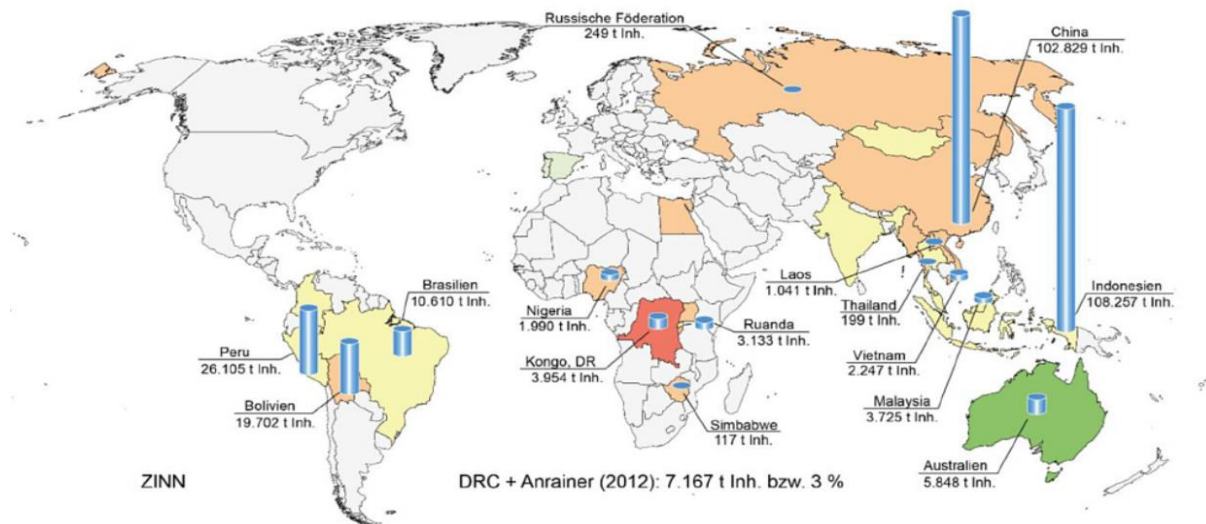 Russische Föderation
249 t Inh.
China
102.829 t Inh.
Brasilien
10.610 t Inh.
Peru
26.105 t Inh.
Bolivien
19.702 t Inh.
Nigeria
1.990 t Inh.
Kongo, DR
3.954 t Inh.
Ruanda
3.133 t Inh.
Simbabwe
117 t Inh.
Laos
1.041 t Inh.
Thailand
199 t Inh.
Vietnam
2.247 t Inh.
Malaysia
3.725 t Inh.
Indonesien
108.257 t Inh.
Australien
5.848 t Inh.
ZINN
DRC + Anrainer (2012): 7.167 t Inh. bzw. 3 %